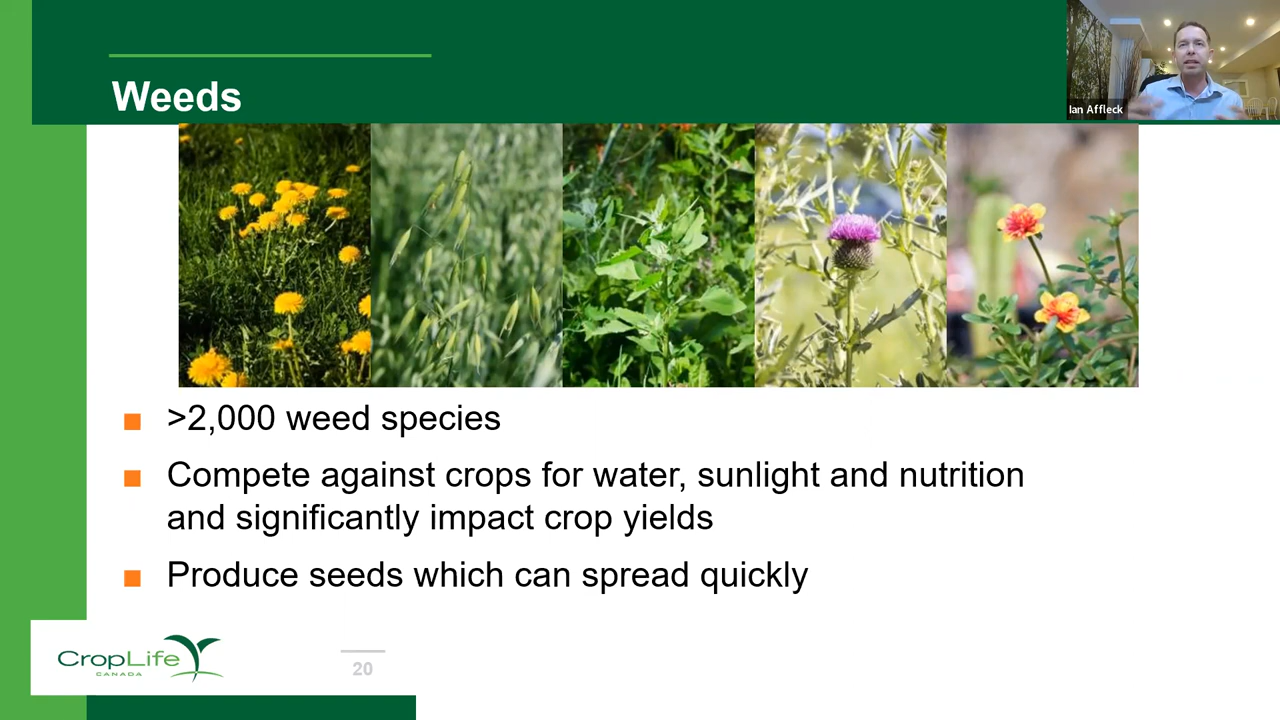 Weeds
Ian Affleck
>2,000 weed species
Compete against crops for water, sunlight and nutrition
and significantly impact crop yields
Produce seeds which can spread quickly
CropLife
CANADA
20